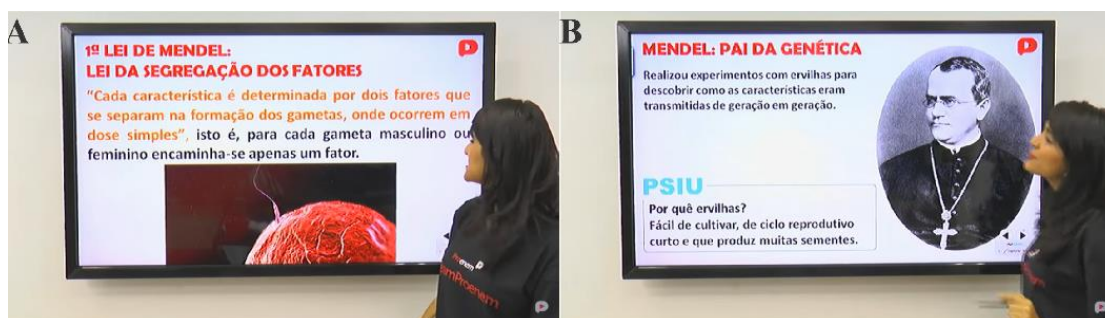 A
1ª LEI DE MENDEL:
LEI DA SEGREGAÇÃO DOS FATORES
"Cada característica é determinada por dois fatores que
se separam na formação dos gametas, onde ocorrem em
dose simples", isto é, para cada gameta masculino ou
feminino encaminha-se apenas um fator.
B
MENDEL: PAI DA GENÉTICA
Realizou experimentos com ervilhas para
descobrir como as características eram
transmitidas de geração em geração.
PSIU
Por quê ervilhas?
Fácil de cultivar, de ciclo reprodutivo
curto e que produz muitas sementes.